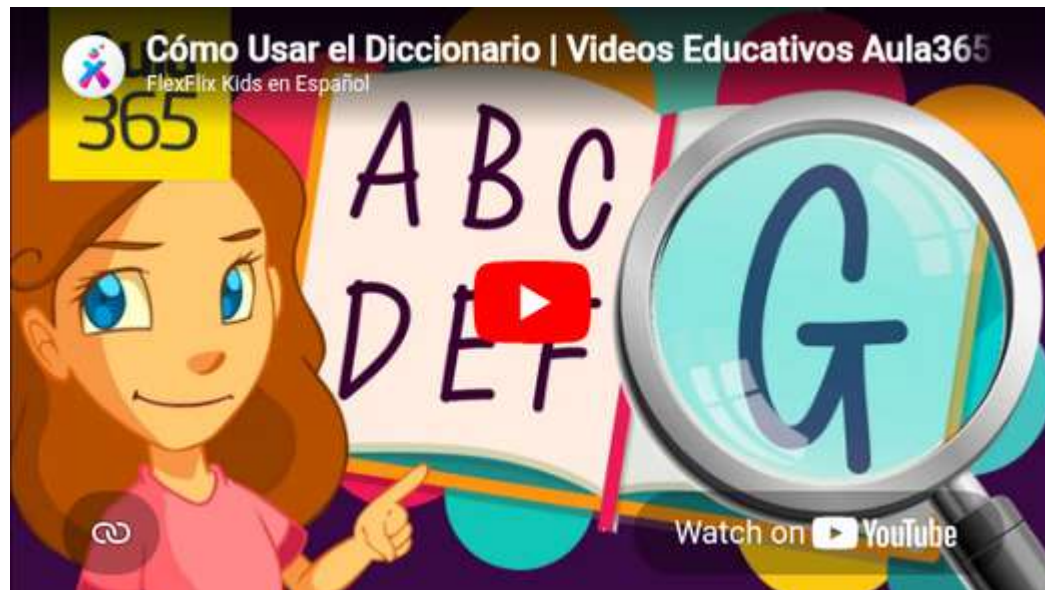 Cómo Usar el Diccionario | Videos Educativos Aula365
FlexFlix Kids en Español
365
A B C
D E F
G
Watch on YouTube